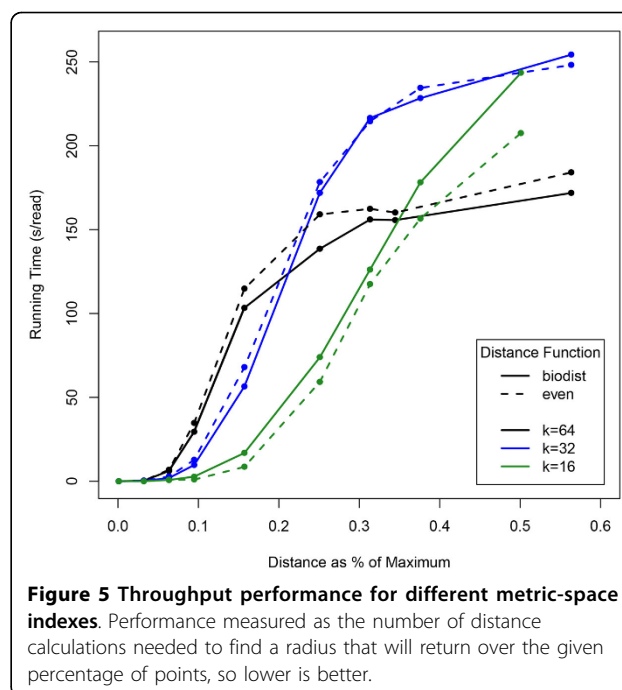 250
200
150
100
50
0
Running Time (s/read)
Distance Function
biodist
even
k=64
k=32
k=16
0.0 0.1 0.2 0.3 0.4 0.5 0.6
Distance as % of Maximum
Figure 5 Throughput performance for different metric-space
indexes. Performance measured as the number of distance
calculations needed to find a radius that will return over the given
percentage of points, so lower is better.